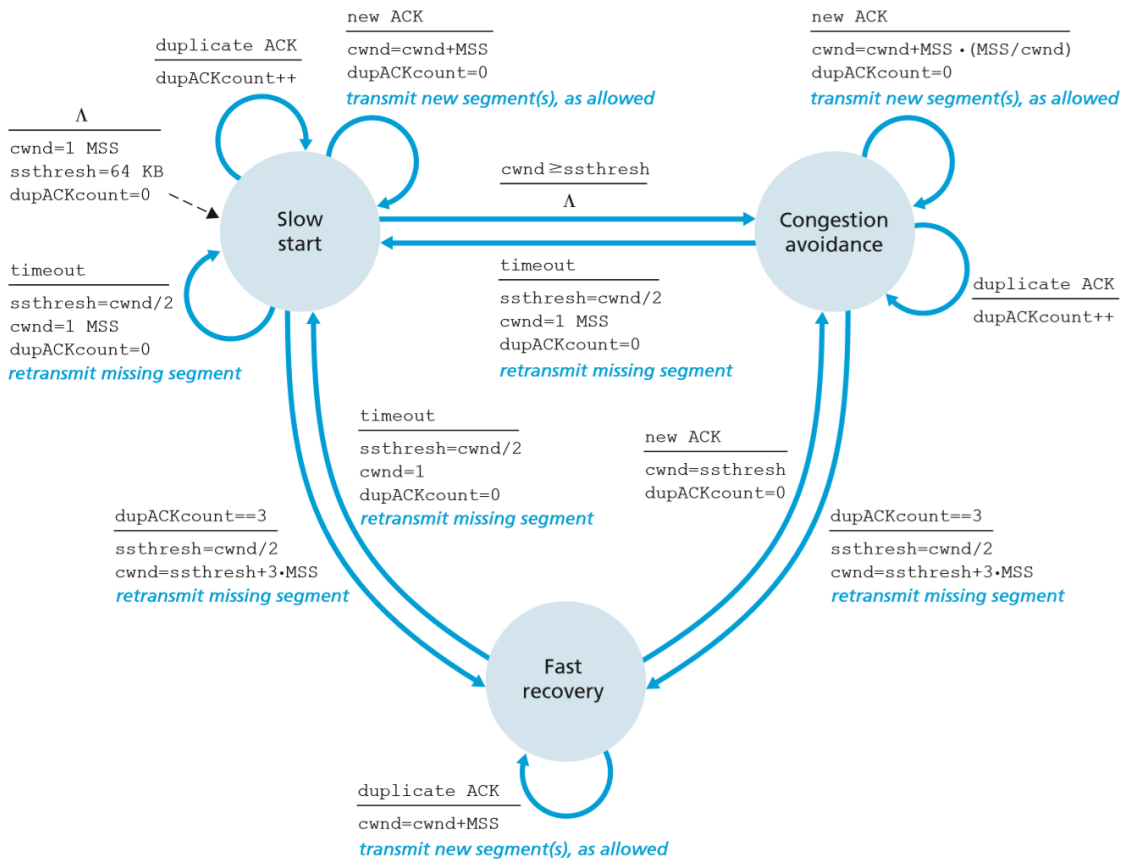 duplicate ACK
dupACKcount++
new ACK
cwnd=cwnd+MSS
dupACKcount=0
transmit new segment(s), as allowed
new ACK
cwnd=cwnd+MSS • (MSS/cwnd)
dupACKcount=0
transmit new segment(s), as allowed
Λ
cwnd=1 MSS
ssthresh=64 KB
dupACKcount=0
Slow
start
cwnd≥ssthresh
Λ
Congestion
avoidance
timeout
ssthresh=cwnd/2
cwnd=1 MSS
dupACKcount=0
retransmit missing segment
timeout
ssthresh=cwnd/2
cwnd=1 MSS
dupACKcount=0
retransmit missing segment
duplicate ACK
dupACKcount++
timeout
ssthresh=cwnd/2
cwnd=1
dupACKcount=0
retransmit missing segment
new ACK
cwnd=ssthresh
dupACKcount=0
dupACKcount==3
ssthresh=cwnd/2
cwnd=ssthresh+3•MSS
retransmit missing segment
dupACKcount==3
ssthresh=cwnd/2
cwnd=ssthresh+3•MSS
retransmit missing segment
Fast
recovery
duplicate ACK
cwnd=cwnd+MSS
transmit new segment(s), as allowed